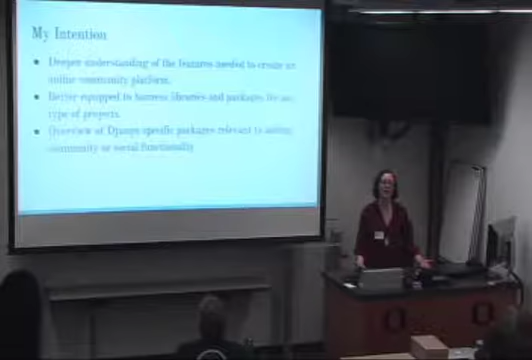 My Intention
● Deeper understanding of the features needed to create an
online community platform.
● Better equipped to harness libraries and packages for any
type of projects.
● Overview of Django specific packages relevant to online
community or social functionality